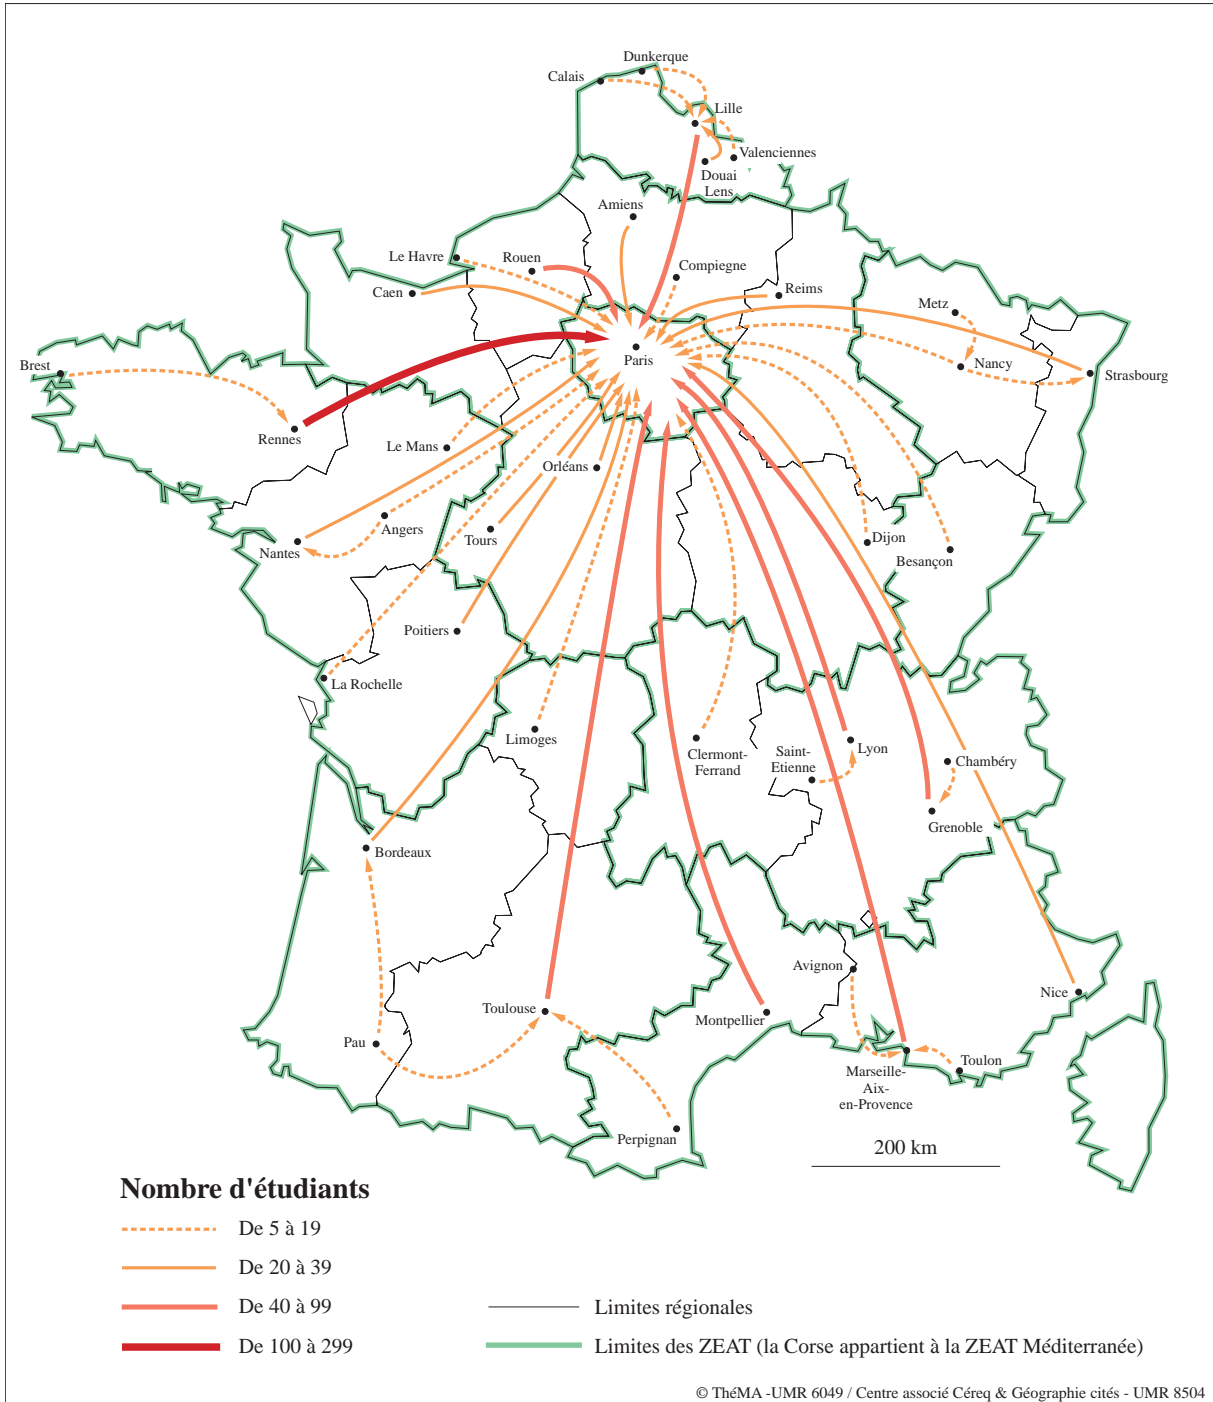 Dunkerque
Calais
Lille
Valenciennes
Douai
Lens
Amiens
Le Havre
Rouen
Compiegne
Caen
Reims
Metz
Paris
Nancy
Strasbourg
Brest
Rennes
Le Mans
Orléans
Angers
Tours
Nantes
Dijon
Besançon
Poitiers
La Rochelle
Limoges
Clermont-
Ferrand
Saint-
Etienne
Lyon
Chambéry
Grenoble
Bordeaux
Avignon
Nice
Toulouse
Montpellier
Pau
Toulon
Marseille-
Aix-
en-Provence
Perpignan
200 km
Nombre d'étudiants
De 5 à 19
De 20 à 39
De 40 à 99
De 100 à 299
Limites régionales
Limites des ZEAT (la Corse appartient à la ZEAT Méditerranée)
© ThéMA -UMR 6049 / Centre associé Céreq & Géographie cités - UMR 8504